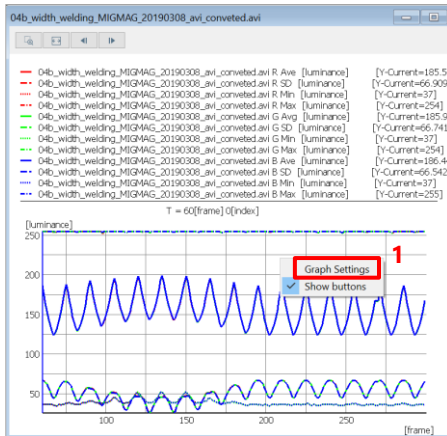 04b_width_welding_MIGMAG_20190308_avi_conveted.avi
04b_width_welding_MIGMAG_20190308_avi_conveted.avi R Ave [luminance] [Y-Current=185.5
04b_width_welding_MIGMAG_20190308_avi_conveted.avi R SD [luminance] [Y-Current=66.909
04b_width_welding_MIGMAG_20190308_avi_conveted.avi R Min [luminance] [Y-Current=37]
04b_width_welding_MIGMAG_20190308_avi_conveted.avi R Max [luminance] [Y-Current=254]
04b_width_welding_MIGMAG_20190308_avi_conveted.avi G Avg [luminance] [Y-Current=185.9
04b_width_welding_MIGMAG_20190308_avi_conveted.avi G SD [luminance] [Y-Current=66.741
04b_width_welding_MIGMAG_20190308_avi_conveted.avi G Min [luminance] [Y-Current=37]
04b_width_welding_MIGMAG_20190308_avi_conveted.avi G Max [luminance] [Y-Current=254]
04b_width_welding_MIGMAG_20190308_avi_conveted.avi B Ave [luminance] [Y-Current=186.4
04b_width_welding_MIGMAG_20190308_avi_conveted.avi B SD [luminance] [Y-Current=66.542
04b_width_welding_MIGMAG_20190308_avi_conveted.avi B Min [luminance] [Y-Current=37]
04b_width_welding_MIGMAG_20190308_avi_conveted.avi B Max [luminance] [Y-Current=255]
T = 60[frame] 0[index]
[luminance]
250
200
150
100
50
1
Graph Settings
Show buttons
100 150 200 250
[frame]